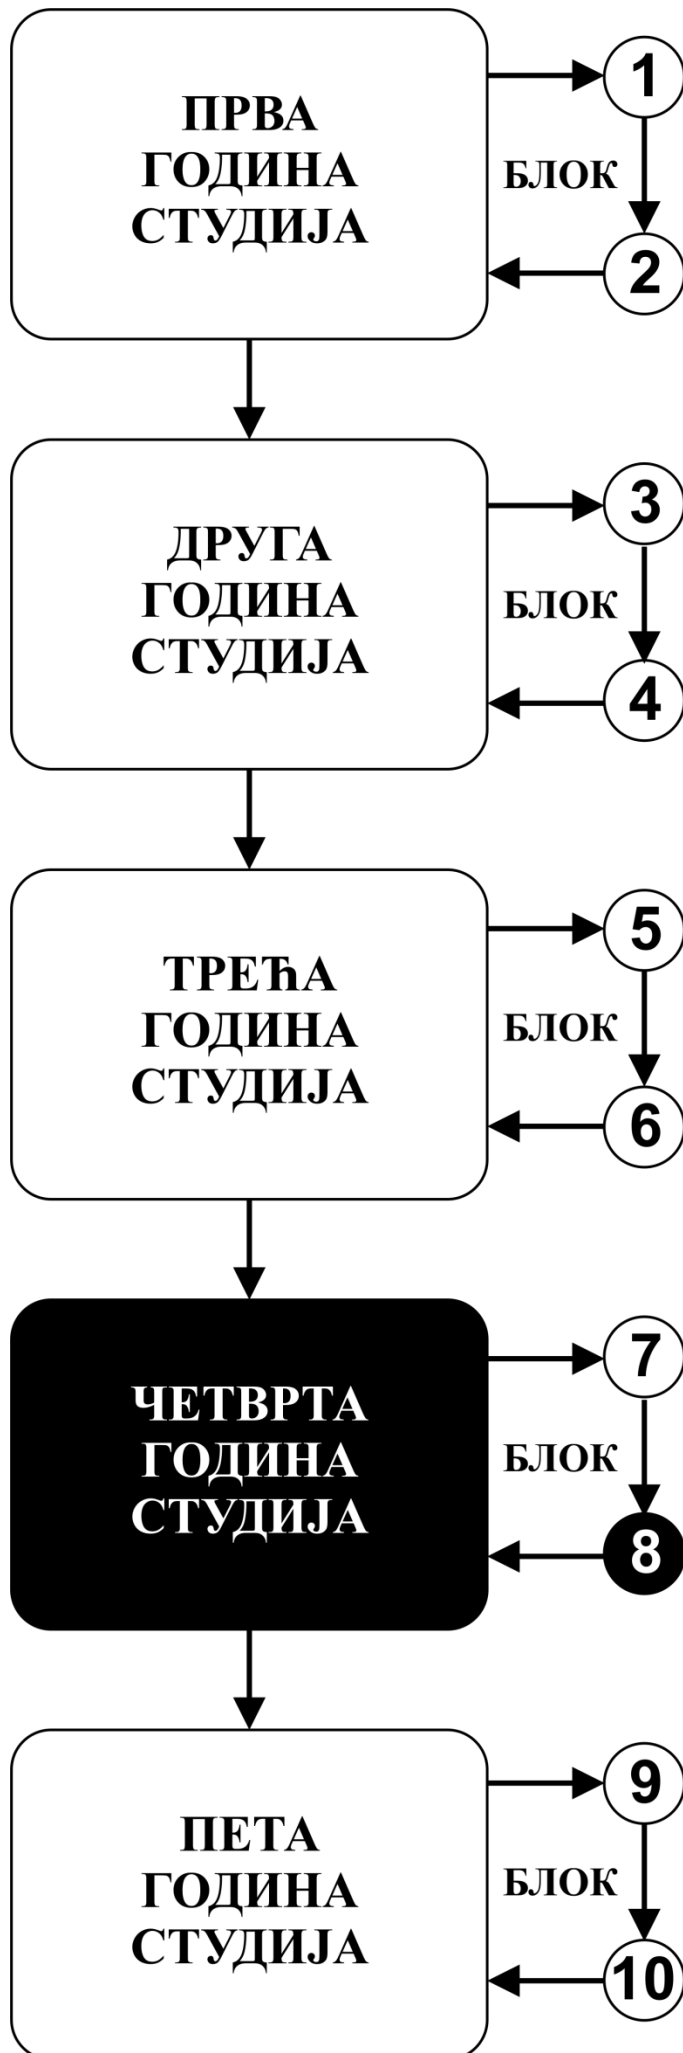 ПРВА
ГОДИНА
СТУДИЈА
1
БЛОК
2
ДРУГА
ГОДИНА
СТУДИЈА
3
БЛОК
4
ТРЕЋА
ГОДИНА
СТУДИЈА
5
БЛОК
6
ЧЕТВРТА
ГОДИНА
СТУДИЈА
7
БЛОК
8
ПЕТА
ГОДИНА
СТУДИЈА
9
БЛОК
10